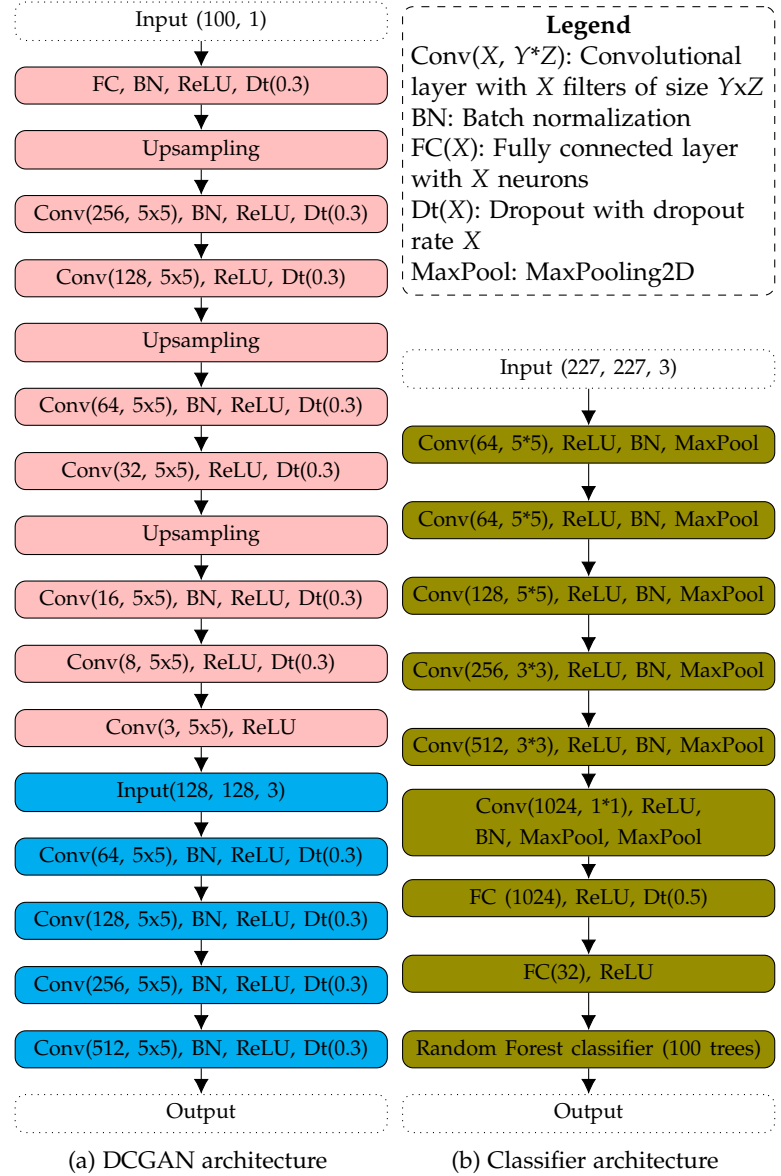 Input (100, 1)
FC, BN, ReLU, Dt(0.3)
Upsampling
Conv(256, 5x5), BN, ReLU, Dt(0.3)
Conv(128, 5x5), ReLU, Dt(0.3)
Upsampling
Conv(64, 5x5), BN, ReLU, Dt(0.3)
Conv(32, 5x5), ReLU, Dt(0.3)
Upsampling
Conv(16, 5x5), BN, ReLU, Dt(0.3)
Conv(8, 5x5), ReLU, Dt(0.3)
Conv(3, 5x5), ReLU
Input(128, 128, 3)
Conv(64, 5x5), BN, ReLU, Dt(0.3)
Conv(128, 5x5), BN, ReLU, Dt(0.3)
Conv(256, 5x5), BN, ReLU, Dt(0.3)
Conv(512, 5x5), BN, ReLU, Dt(0.3)
Output
(a) DCGAN architecture
Legend
Conv(X, Y*Z): Convolutional
layer with X filters of size YxZ
BN: Batch normalization
FC(X): Fully connected layer
with X neurons
Dt(X): Dropout with dropout
rate X
MaxPool: MaxPooling2D
Input (227, 227, 3)
Conv(64, 5*5), ReLU, BN, MaxPool
Conv(64, 5*5), ReLU, BN, MaxPool
Conv(128, 5*5), ReLU, BN, MaxPool
Conv(256, 3*3), ReLU, BN, MaxPool
Conv(512, 3*3), ReLU, BN, MaxPool
Conv(1024, 1*1), ReLU,
BN, MaxPool, MaxPool
FC (1024), ReLU, Dt(0.5)
FC(32), ReLU
Random Forest classifier (100 trees)
Output
(b) Classifier architecture